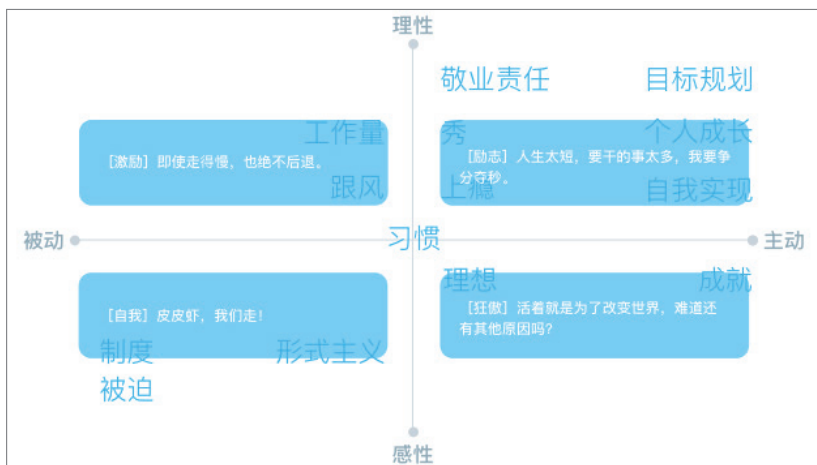 理性
敬业责任 目标规划
工作量 秀 个人成长
[激励] 即使走得慢，也绝不后退。
[励志] 人生太短，要干的事太多，我要争
分夺秒。
跟风 上瘾 自我实现
被动 习惯 主动
理想 成就
[自我] 皮皮虾，我们走！
[狂傲] 活着就是为了改变世界，难道还
有其他原因吗?
制度 形式主义
被迫
感性